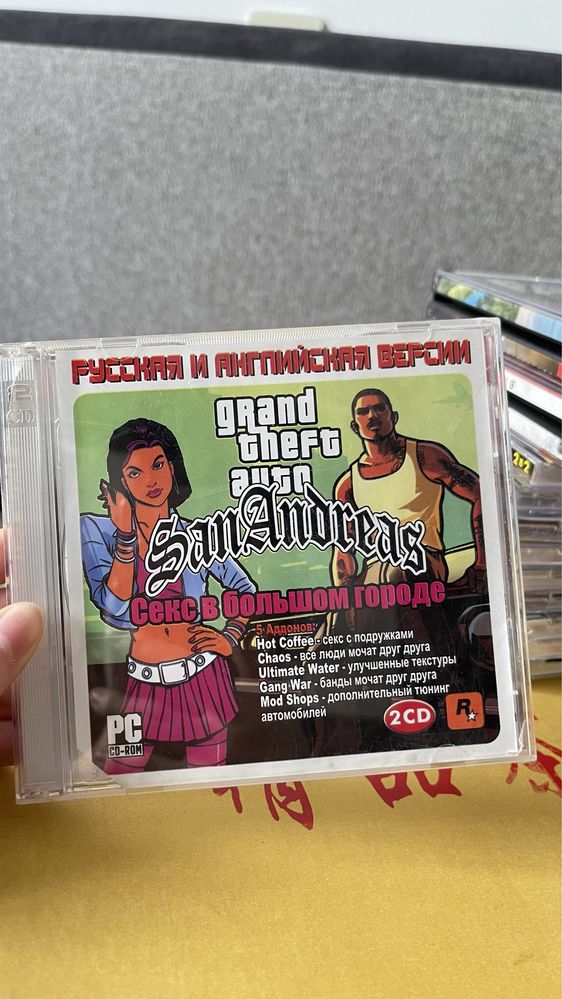 РУССКАЯ И АНГЛИЙСКАЯ ВЕРСИИ
grand
theft
auto
San Andreas
Секс в большом городе
5 Аддонов:
Hot Coffee - секс с подружками
Chaos - все люди мочат друг друга
Ultimate Water - улучшенные текстуры
Gang War - банды мочат друг друга
Mod Shops - дополнительный тюнинг
автомобилей
PC
CD-ROM
2CD
R
2
CD